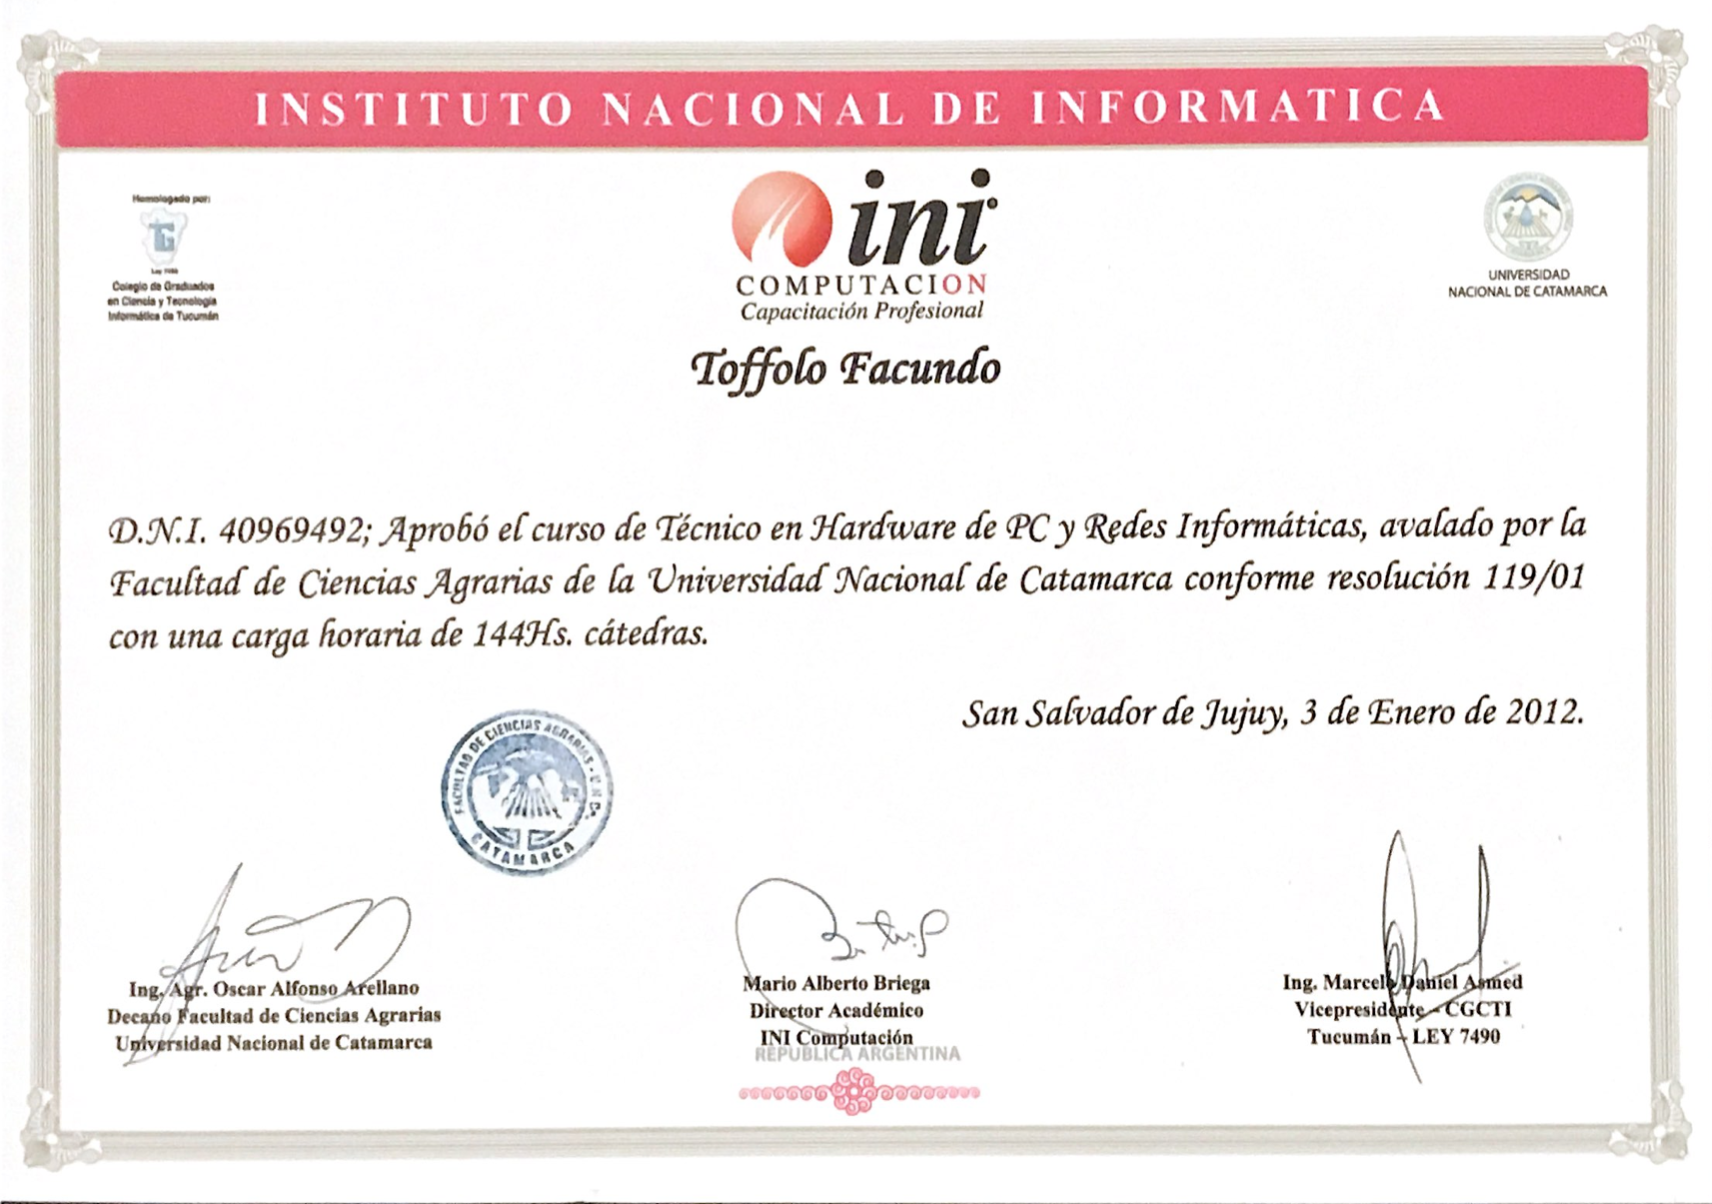 INSTITUTO NACIONAL DE INFORMATICA
Homologado por:
Colegio de Graduados
en Ciencia y Tecnología
Informática de Tucumán
ini
COMPUTACION
Capacitación Profesional
UNIVERSIDAD
NACIONAL DE CATAMARCA
Toffolo Facundo
D.N.I. 40969492; Aprobó el curso de Técnico en Hardware de PC y Redes Informáticas, avalado por la
Facultad de Ciencias Agrarias de la Universidad Nacional de Catamarca conforme resolución 119/01
con una carga horaria de 144Hs. cátedras.
San Salvador de Jujuy, 3 de Enero de 2012.
FACULTAD DE CIENCIAS AGRARIAS - U.N.CA.
CATAMARCA
Ing. Agr. Oscar Alfonso Arellano
Decano Facultad de Ciencias Agrarias
Universidad Nacional de Catamarca
Mario Alberto Briega
Director Académico
INI Computación
REPUBLICA ARGENTINA
Ing. Marcelo Daniel Asmed
Vicepresidente - CGCTI
Tucumán - LEY 7490